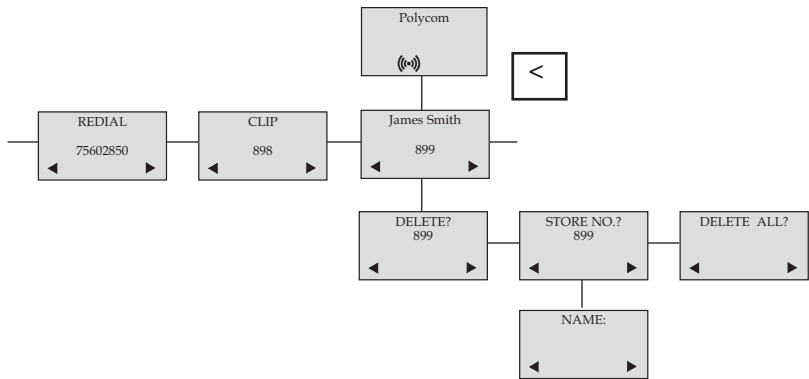 Polycom
<
REDIAL
75602850
CLIP
898
James Smith
899
DELETE?
899
STORE NO.?
899
DELETE ALL?
NAME: